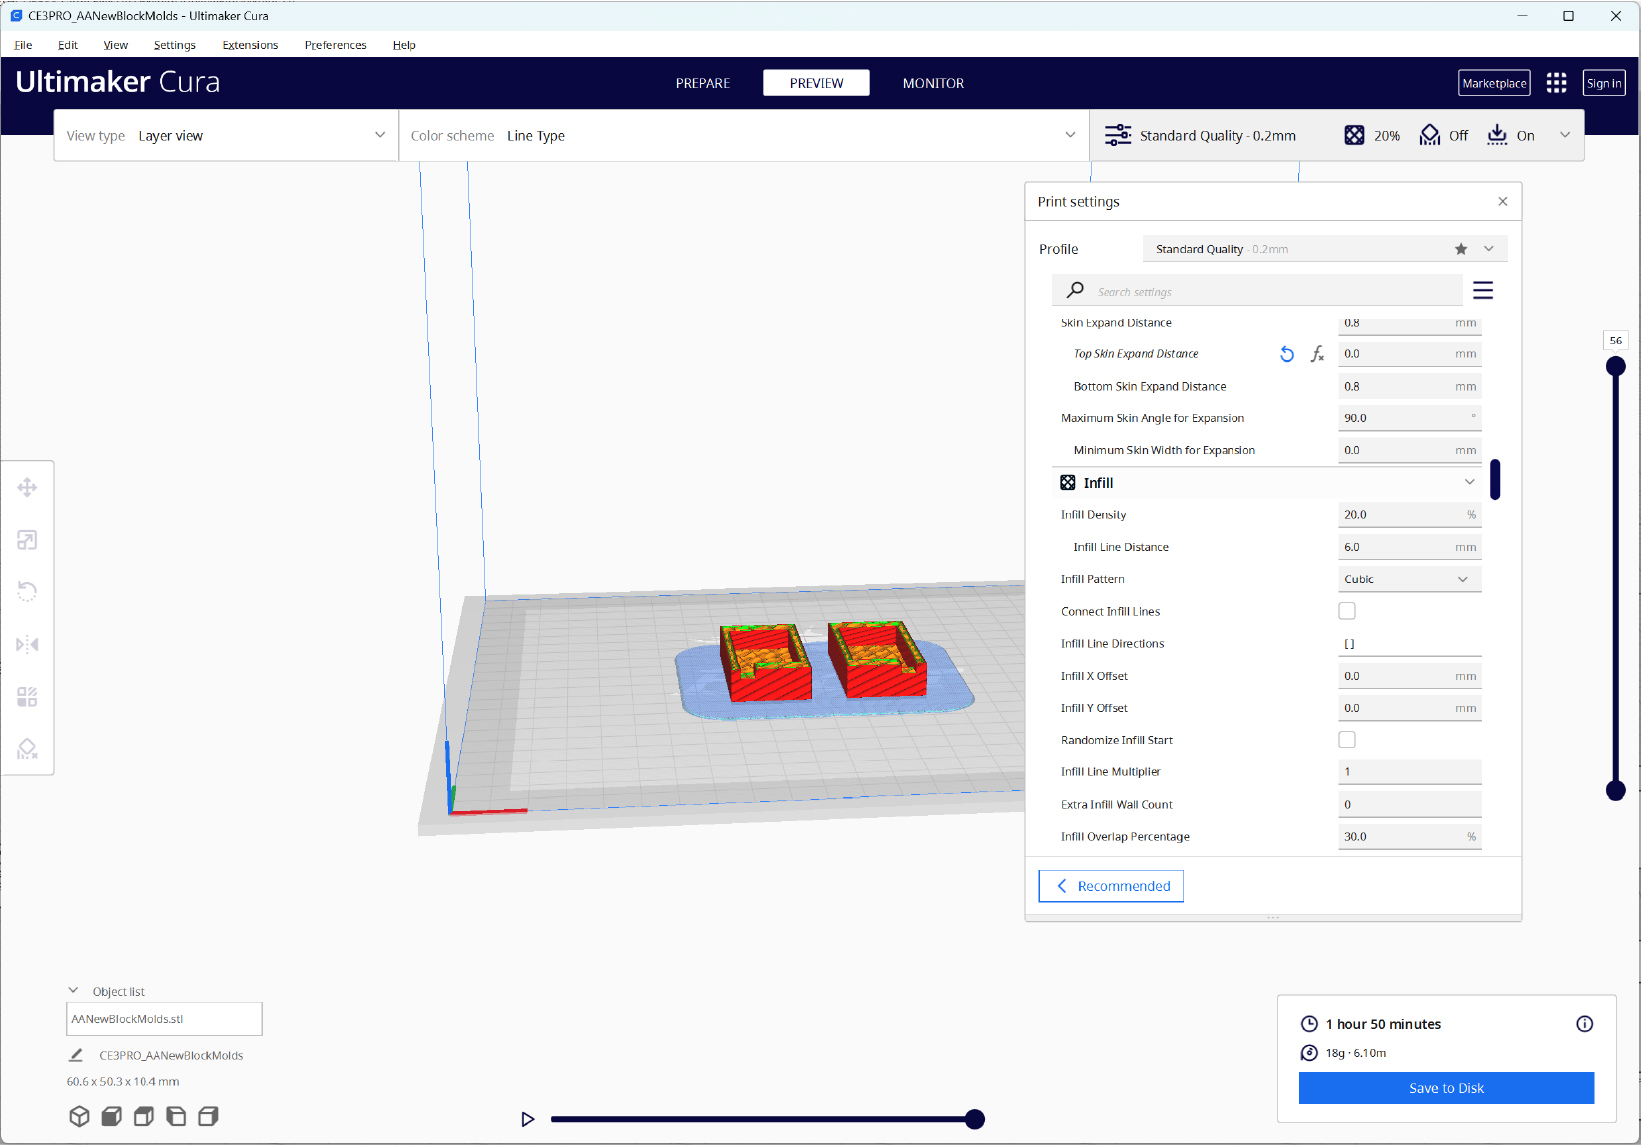 CE3PRO_AANewBlockMolds - Ultimaker Cura
File Edit View Settings Extensions Preferences Help
Ultimaker Cura
PREPARE PREVIEW MONITOR
Marketplace
Sign in
View type Layer view
Color scheme Line Type
Standard Quality - 0.2mm 20% Off On
Print settings
Profile Standard Quality - 0.2mm
Search settings
Skin Expand Distance 0.8 mm
Top Skin Expand Distance fx 0.0 mm
Bottom Skin Expand Distance 0.8 mm
Maximum Skin Angle for Expansion 90.0 °
Minimum Skin Width for Expansion 0.0 mm
Infill
Infill Density 20.0 %
Infill Line Distance 6.0 mm
Infill Pattern Cubic
Connect Infill Lines
Infill Line Directions []
Infill X Offset 0.0 mm
Infill Y Offset 0.0 mm
Randomize Infill Start
Infill Line Multiplier 1
Extra Infill Wall Count 0
Infill Overlap Percentage 30.0 %
Recommended
56
Object list
AANewBlockMolds.stl
CE3PRO_AANewBlockMolds
60.6 x 50.3 x 10.4 mm
1 hour 50 minutes
18g · 6.10m
Save to Disk